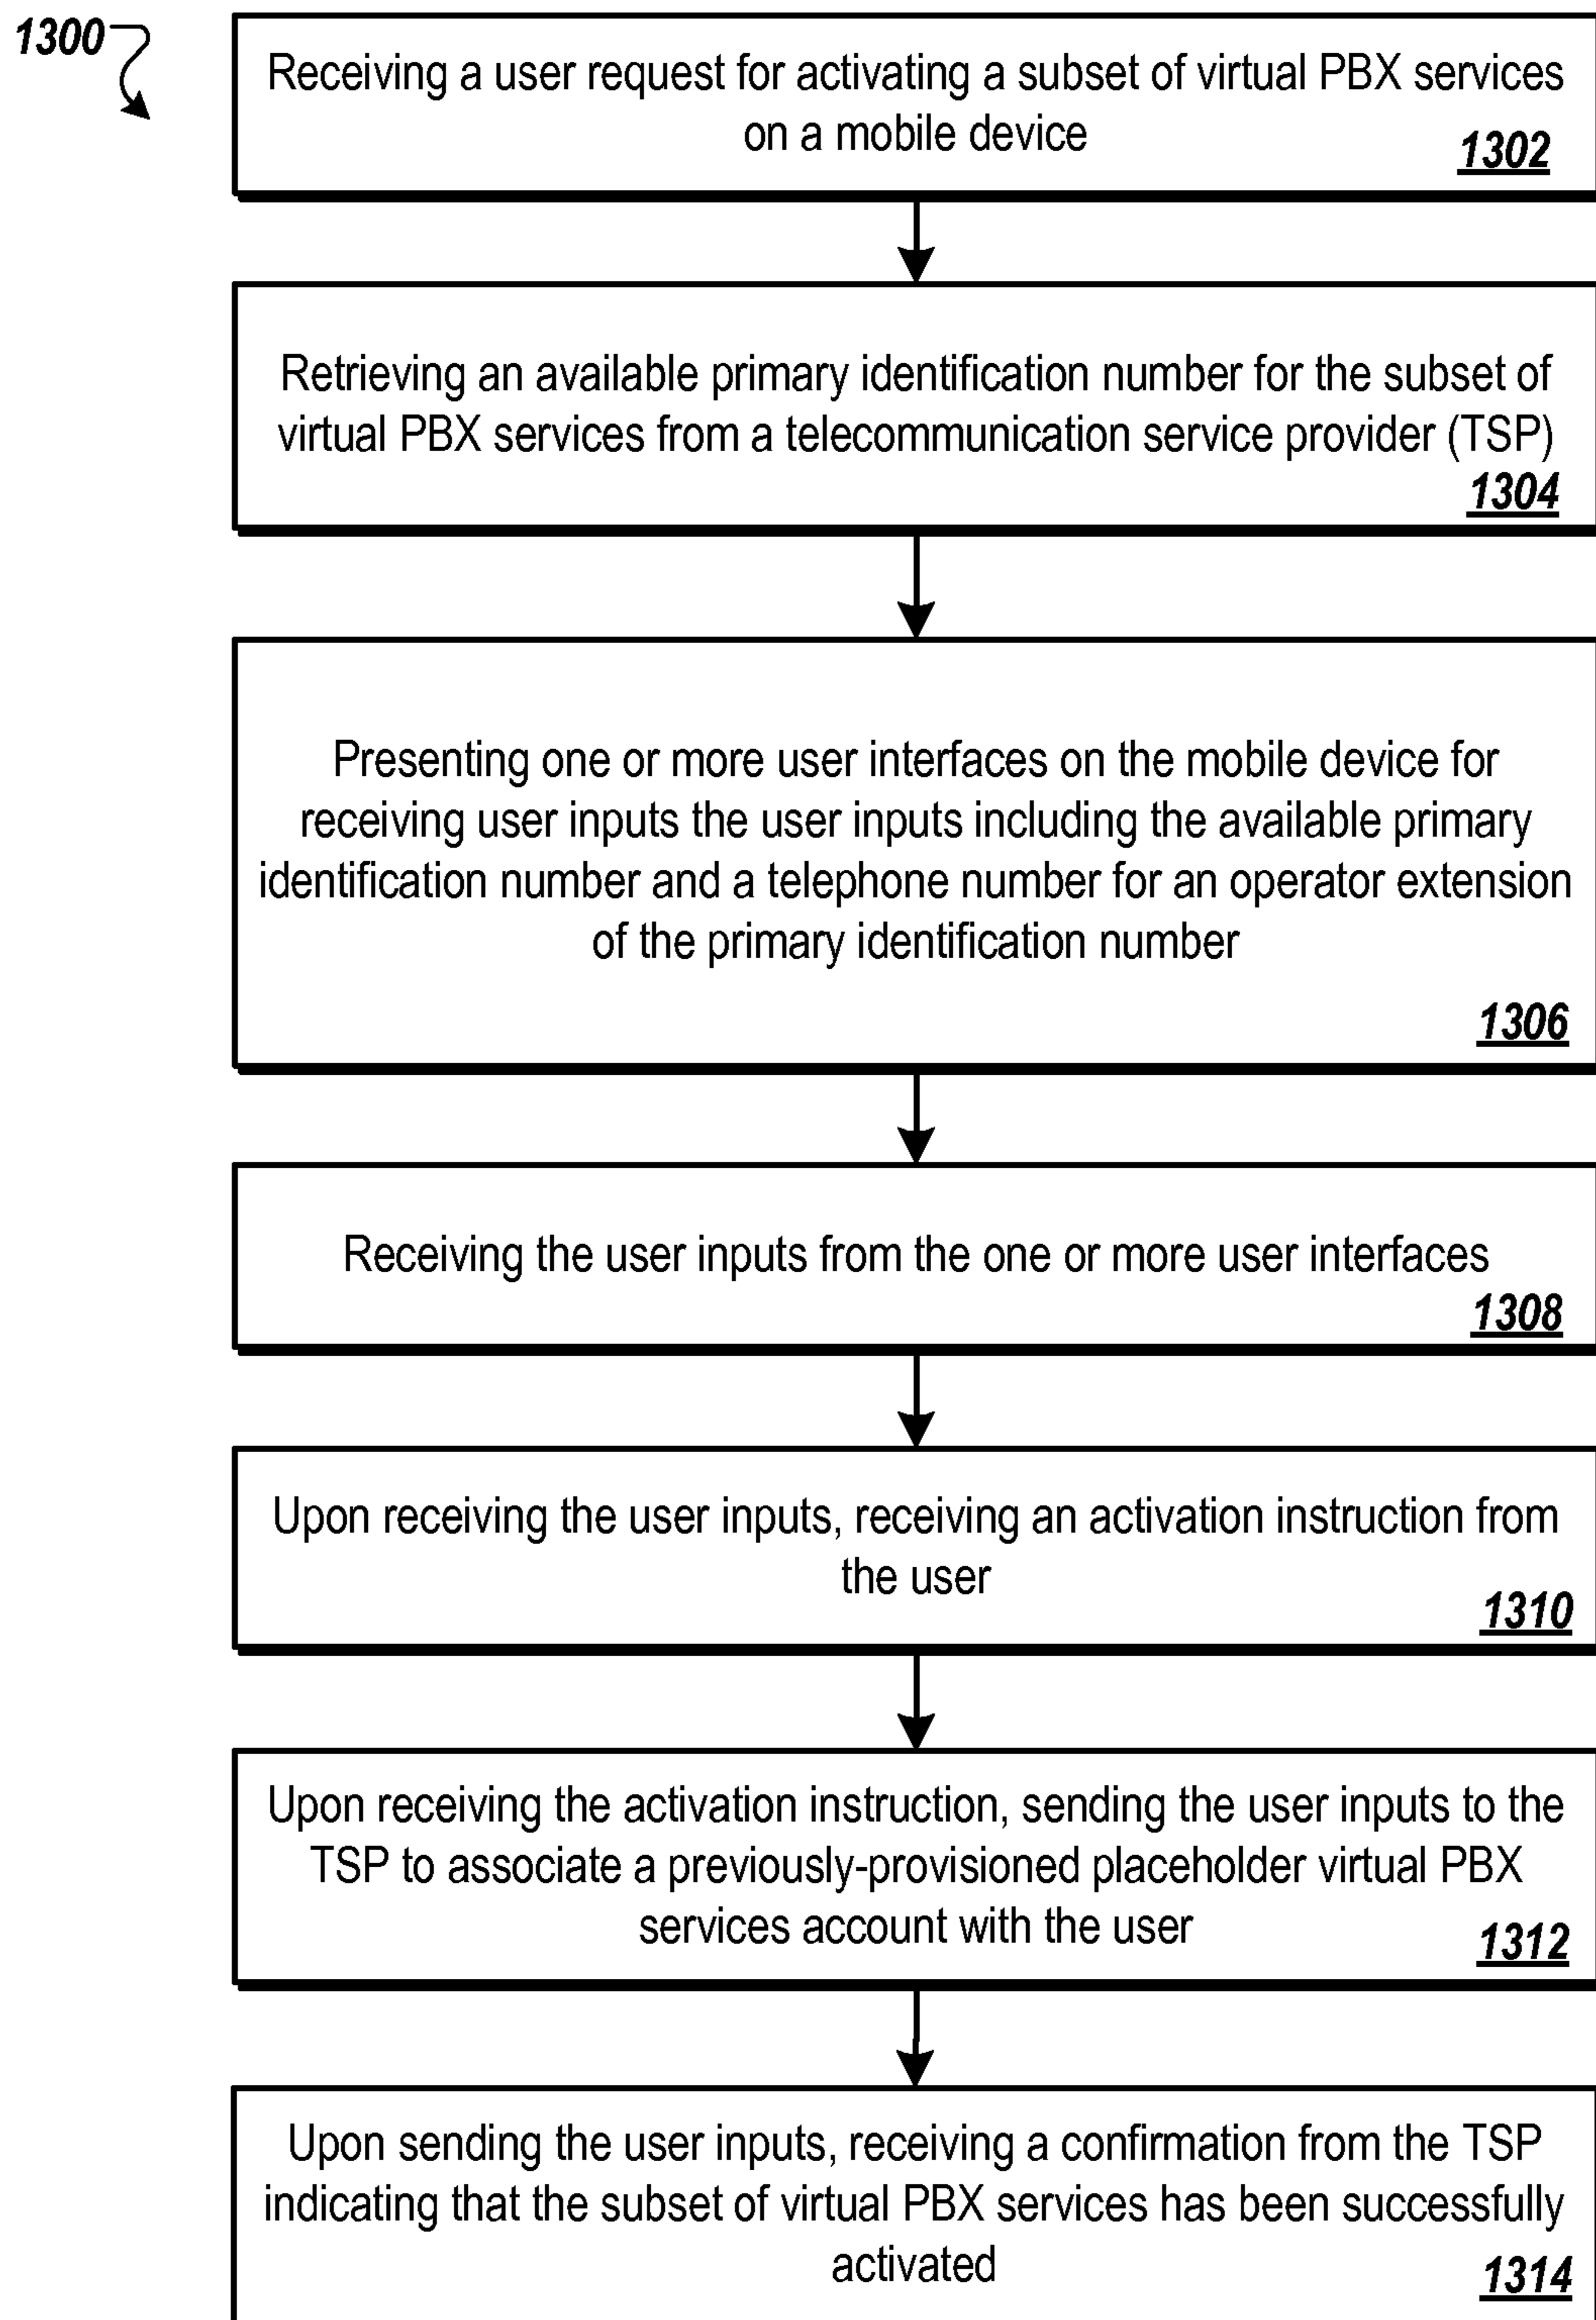 1300
Receiving a user request for activating a subset of virtual PBX services
on a mobile device
1302
Retrieving an available primary identification number for the subset of
virtual PBX services from a telecommunication service provider (TSP)
1304
Presenting one or more user interfaces on the mobile device for
receiving user inputs the user inputs including the available primary
identification number and a telephone number for an operator extension
of the primary identification number
1306
Receiving the user inputs from the one or more user interfaces
1308
Upon receiving the user inputs, receiving an activation instruction from
the user
1310
Upon receiving the activation instruction, sending the user inputs to the
TSP to associate a previously-provisioned placeholder virtual PBX
services account with the user
1312
Upon sending the user inputs, receiving a confirmation from the TSP
indicating that the subset of virtual PBX services has been successfully
activated
1314